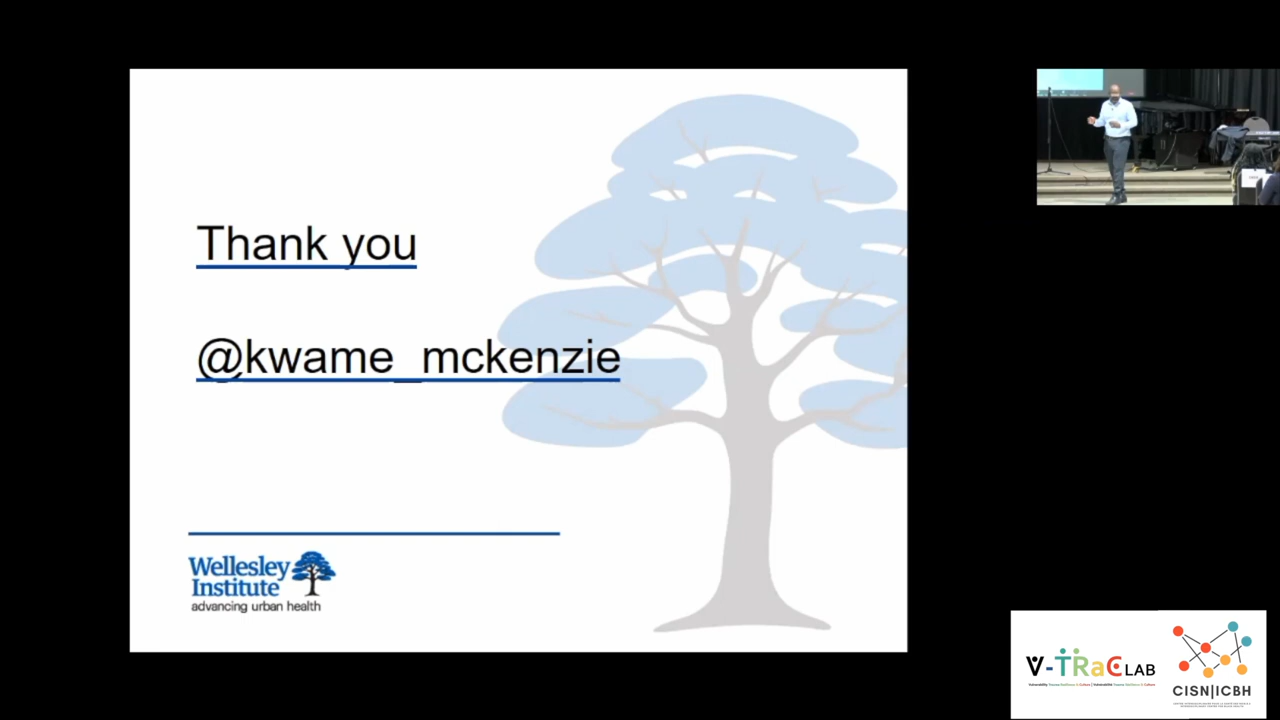 Thank you
@kwame_mckenzie
Wellesley
Institute
advancing urban health
V-TRaC LAB
CISN|ICBH